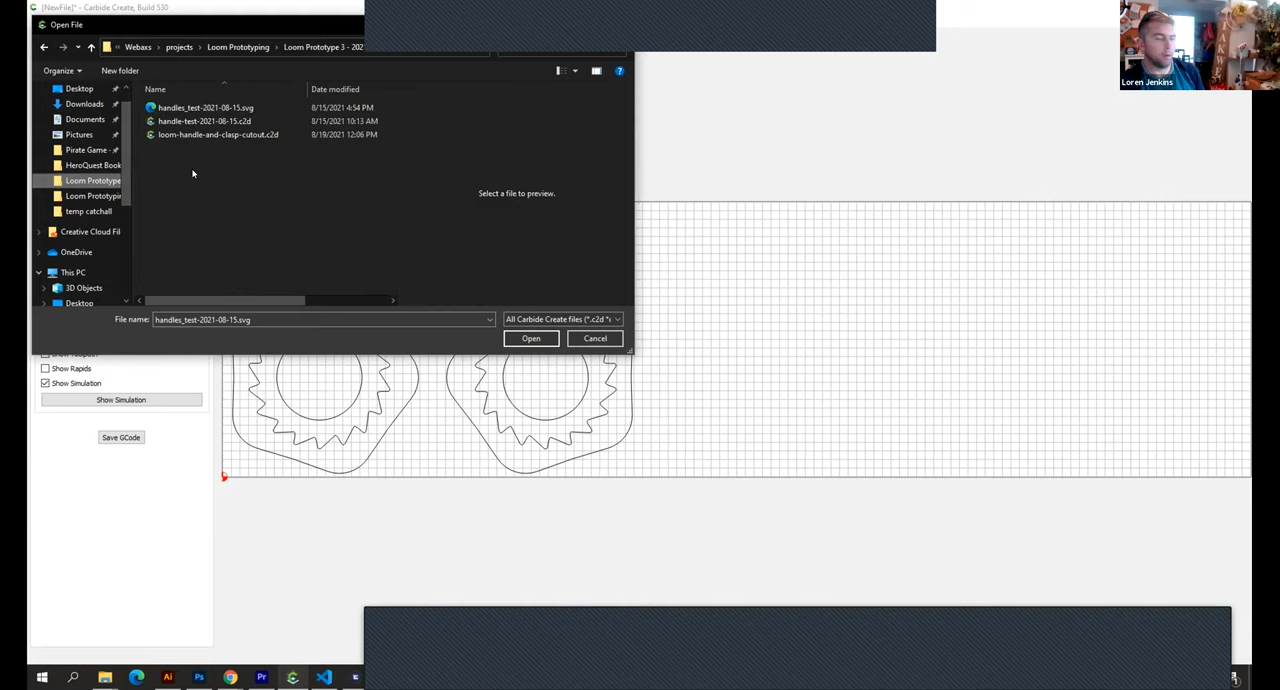 [NewFile]* - Carbide Create, Build 530
Open File
« Webaxs › projects › Loom Prototyping › Loom Prototype 3 - 202
Organize
New folder
Name
Date modified
Desktop
Downloads
Documents
Pictures
Pirate Game -
HeroQuest Book
Loom Prototype
Loom Prototypin
temp catchall
Creative Cloud Fil
OneDrive
This PC
3D Objects
Desktop
handles_test-2021-08-15.svg 8/15/2021 4:54 PM
handle-test-2021-08-15.c2d 8/15/2021 10:13 AM
loom-handle-and-clasp-cutout.c2d 8/19/2021 12:06 PM
Select a file to preview.
File name: handles_test-2021-08-15.svg
All Carbide Create files (*.c2d *
Open
Cancel
Show Rapids
Show Simulation
Show Simulation
Save GCode
Loren Jenkins
Ai
Ps
Pr